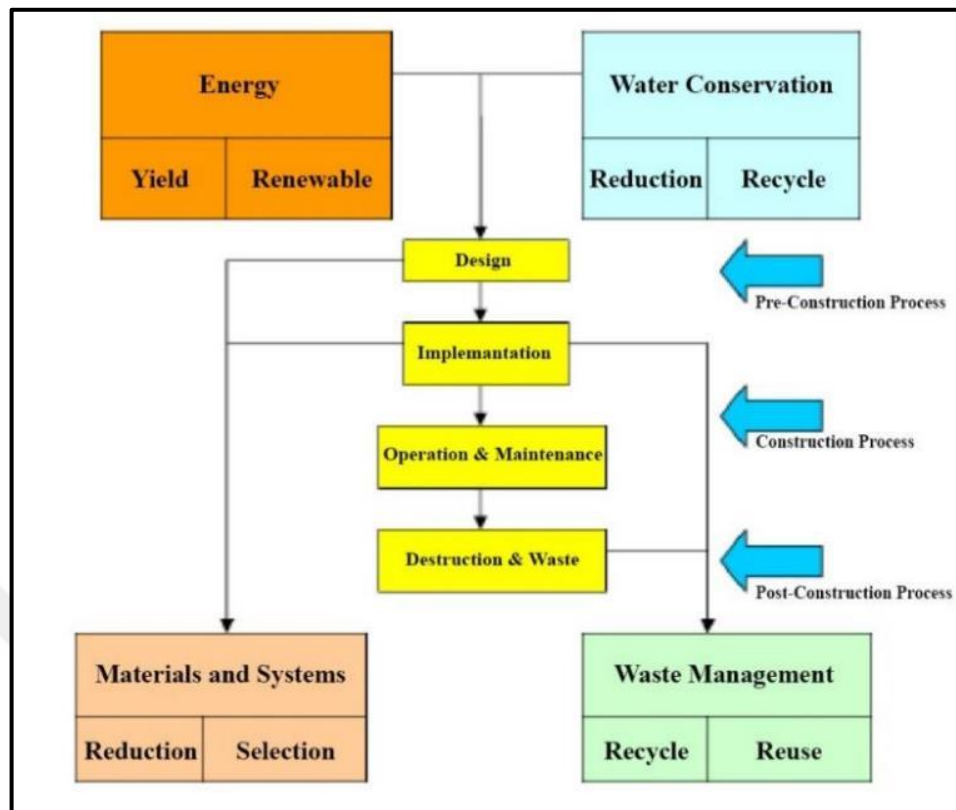 Energy
Yield
Renewable
Water Conservation
Reduction
Recycle
Design
Pre-Construction Process
Implemantation
Construction Process
Operation & Maintenance
Destruction & Waste
Post-Construction Process
Materials and Systems
Reduction
Selection
Waste Management
Recycle
Reuse